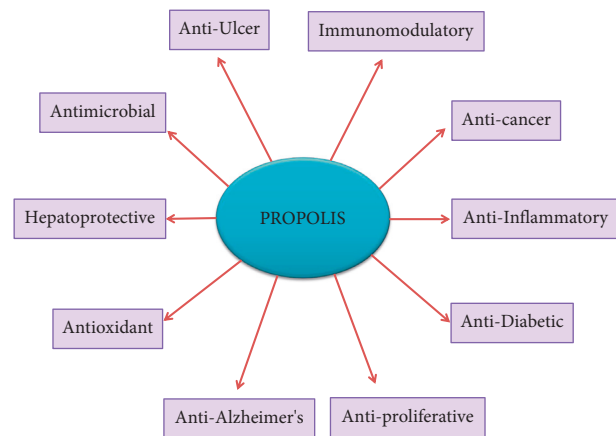 Anti-Ulcer
Immunomodulatory
Antimicrobial
Anti-cancer
Hepatoprotective
PROPOLIS
Anti-Inflammatory
Antioxidant
Anti-Diabetic
Anti-Alzheimer's
Anti-proliferative